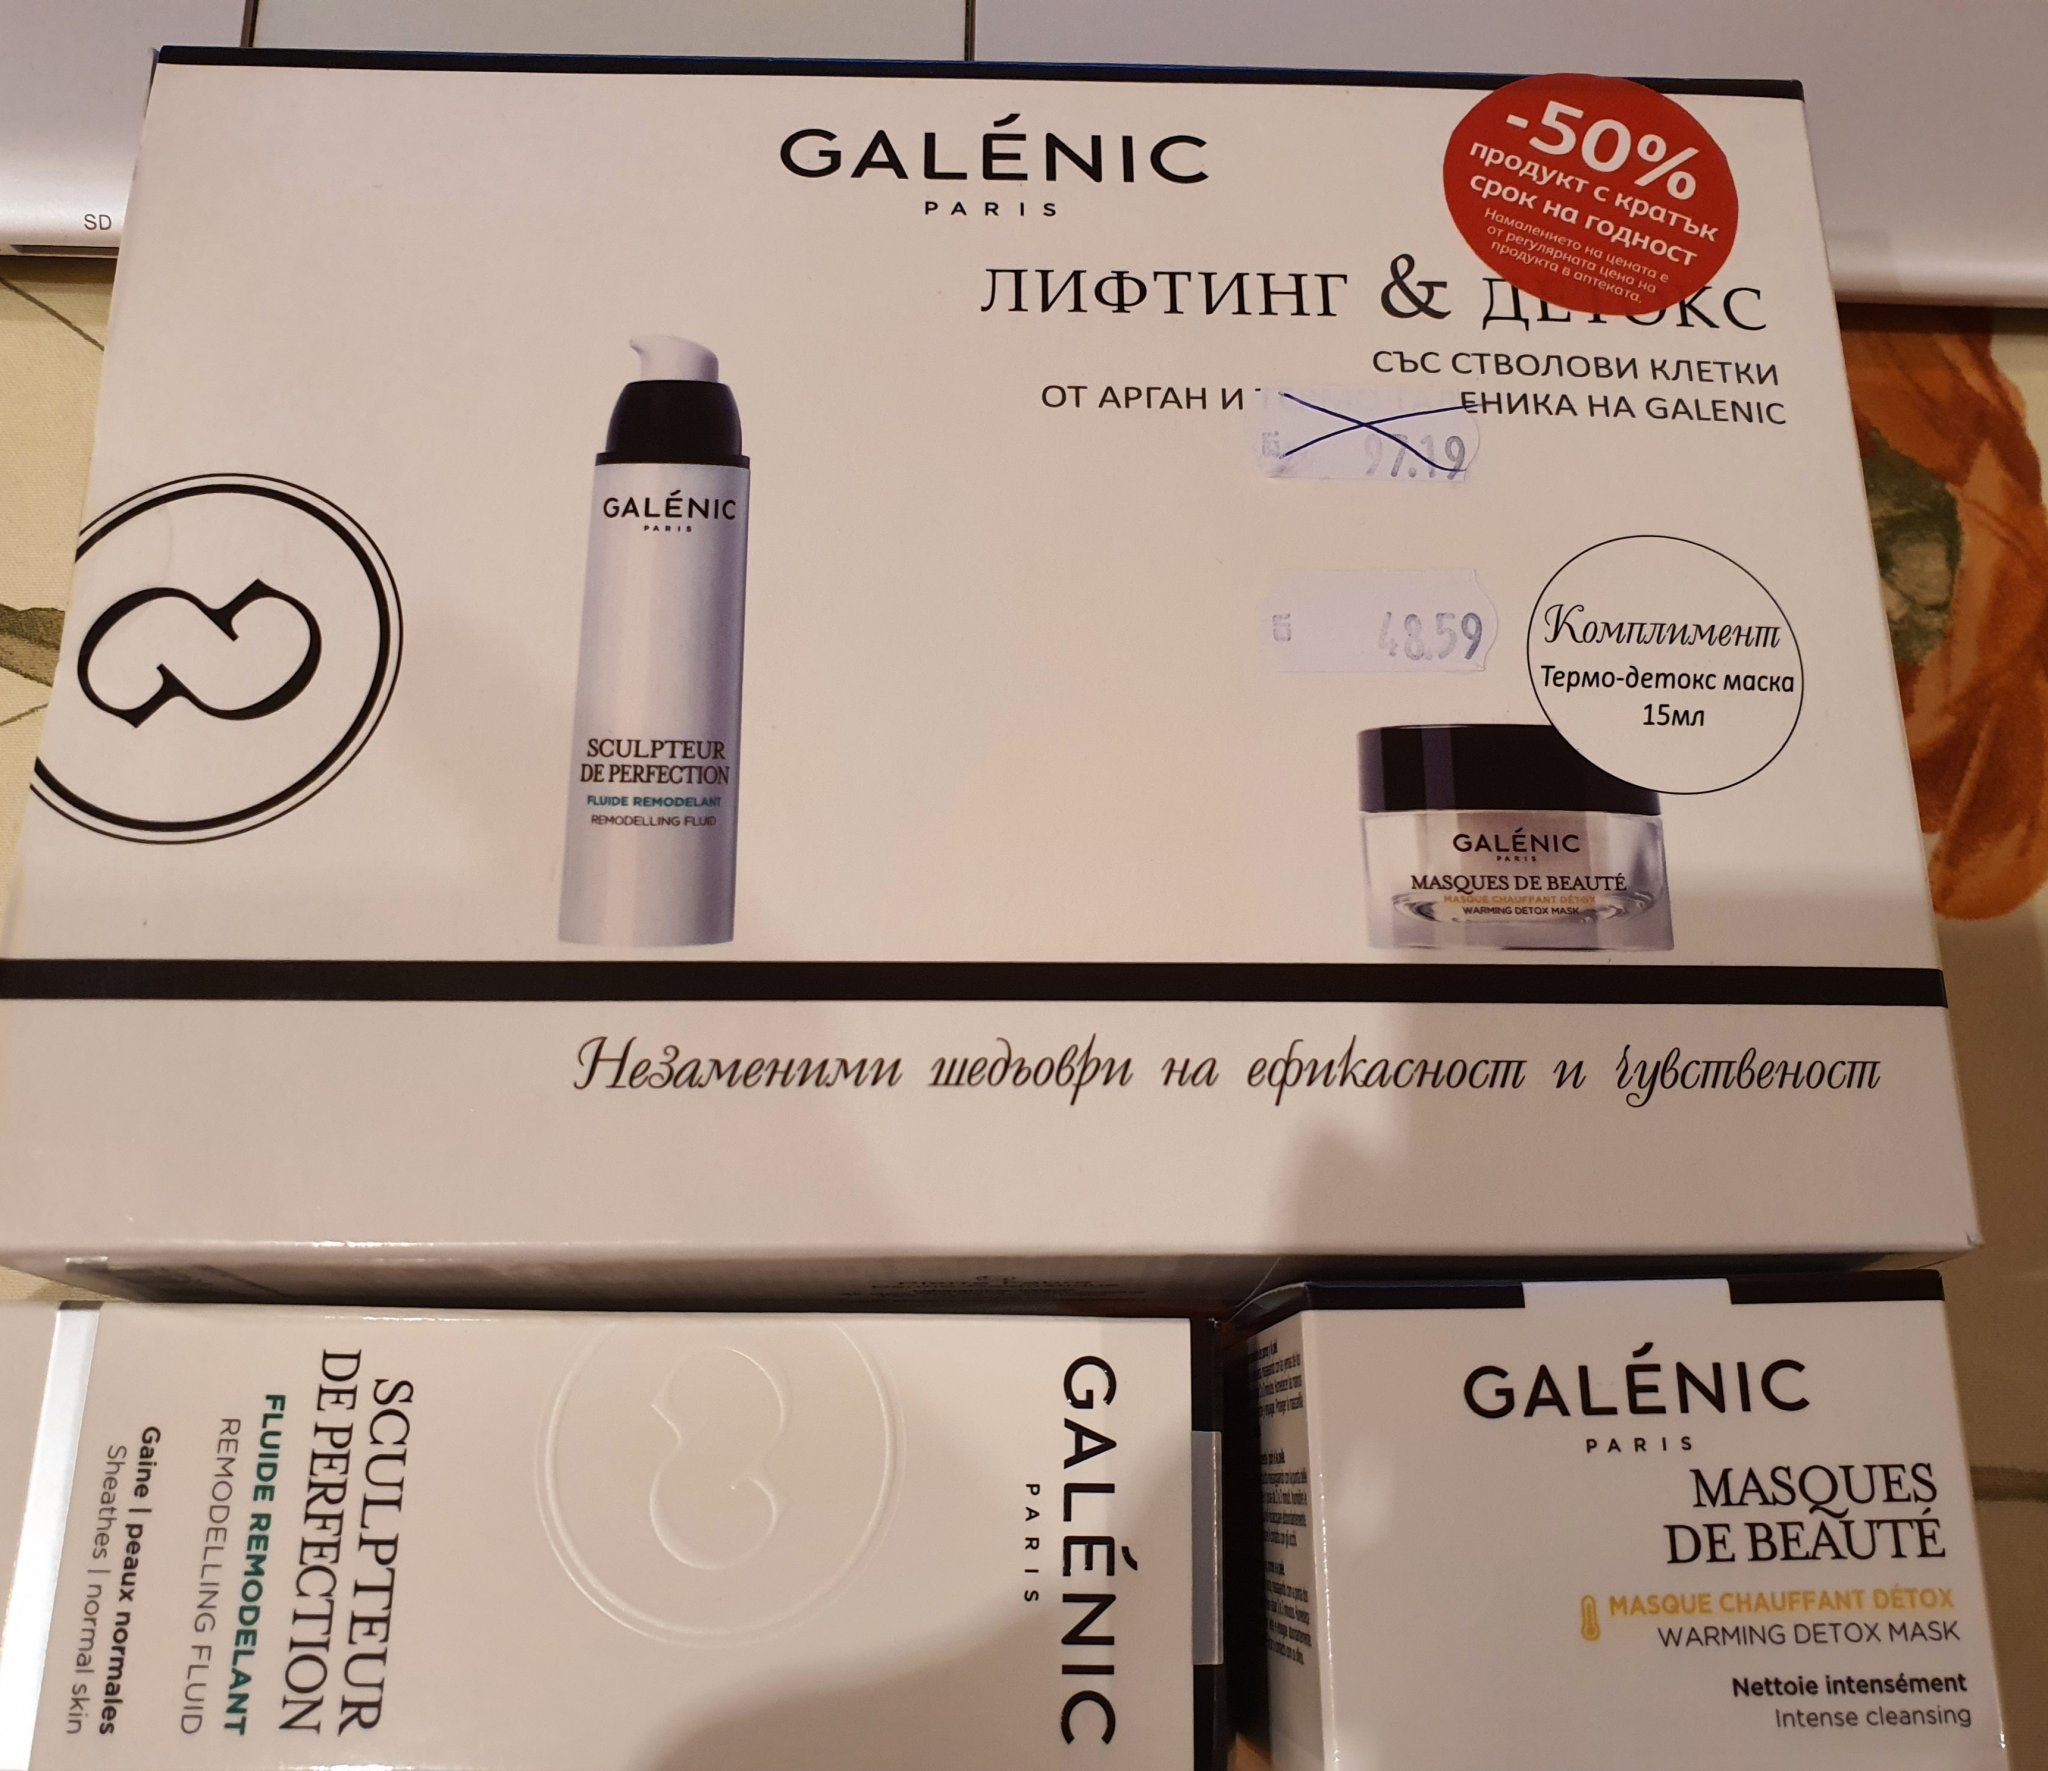 SD
GALÉNIC
PARIS
-50%
продукт с кратък
срок на годност
Намалението на цената е
от регулярната цена на
продукта в аптеката.
ЛИФТИНГ & ДЕТОКС
СЪС СТВОЛОВИ КЛЕТКИ
ОТ АРГАН И ЕНИКА НА GALENIC
97.19
48.59
GALÉNIC
PARIS
SCULPTEUR
DE PERFECTION
FLUIDE REMODELANT
REMODELLING FLUID
Комплимент
Термо-детокс маска
15мл
GALÉNIC
PARIS
MASQUES DE BEAUTÉ
MASQUE CHAUFFANT DÉTOX
WARMING DETOX MASK
Незаменими шедьоври на ефикасност и чувственост
GALÉNIC
PARIS
SCULPTEUR
DE PERFECTION
FLUIDE REMODELANT
REMODELLING FLUID
Gaine | peaux normales
Sheathes | normal skin
GALÉNIC
PARIS
MASQUES
DE BEAUTÉ
MASQUE CHAUFFANT DÉTOX
WARMING DETOX MASK
Nettoie intensément
Intense cleansing